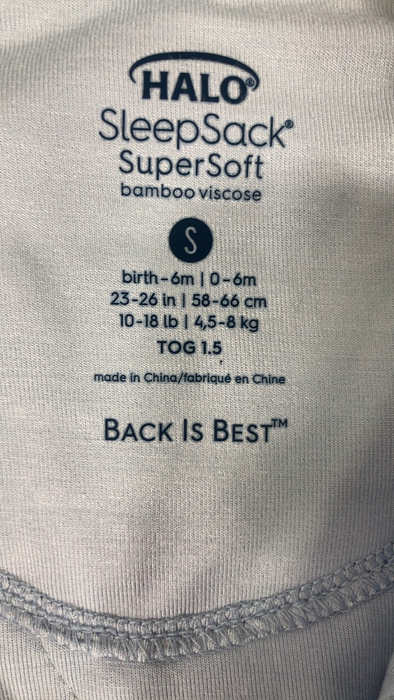 HALO®
SleepSack®
SuperSoft
bamboo viscose
S
birth-6m | 0-6m
23-26 in | 58-66 cm
10-18 lb | 4,5-8 kg
TOG 1.5
made in China/fabriqué en Chine
BACK IS BEST™